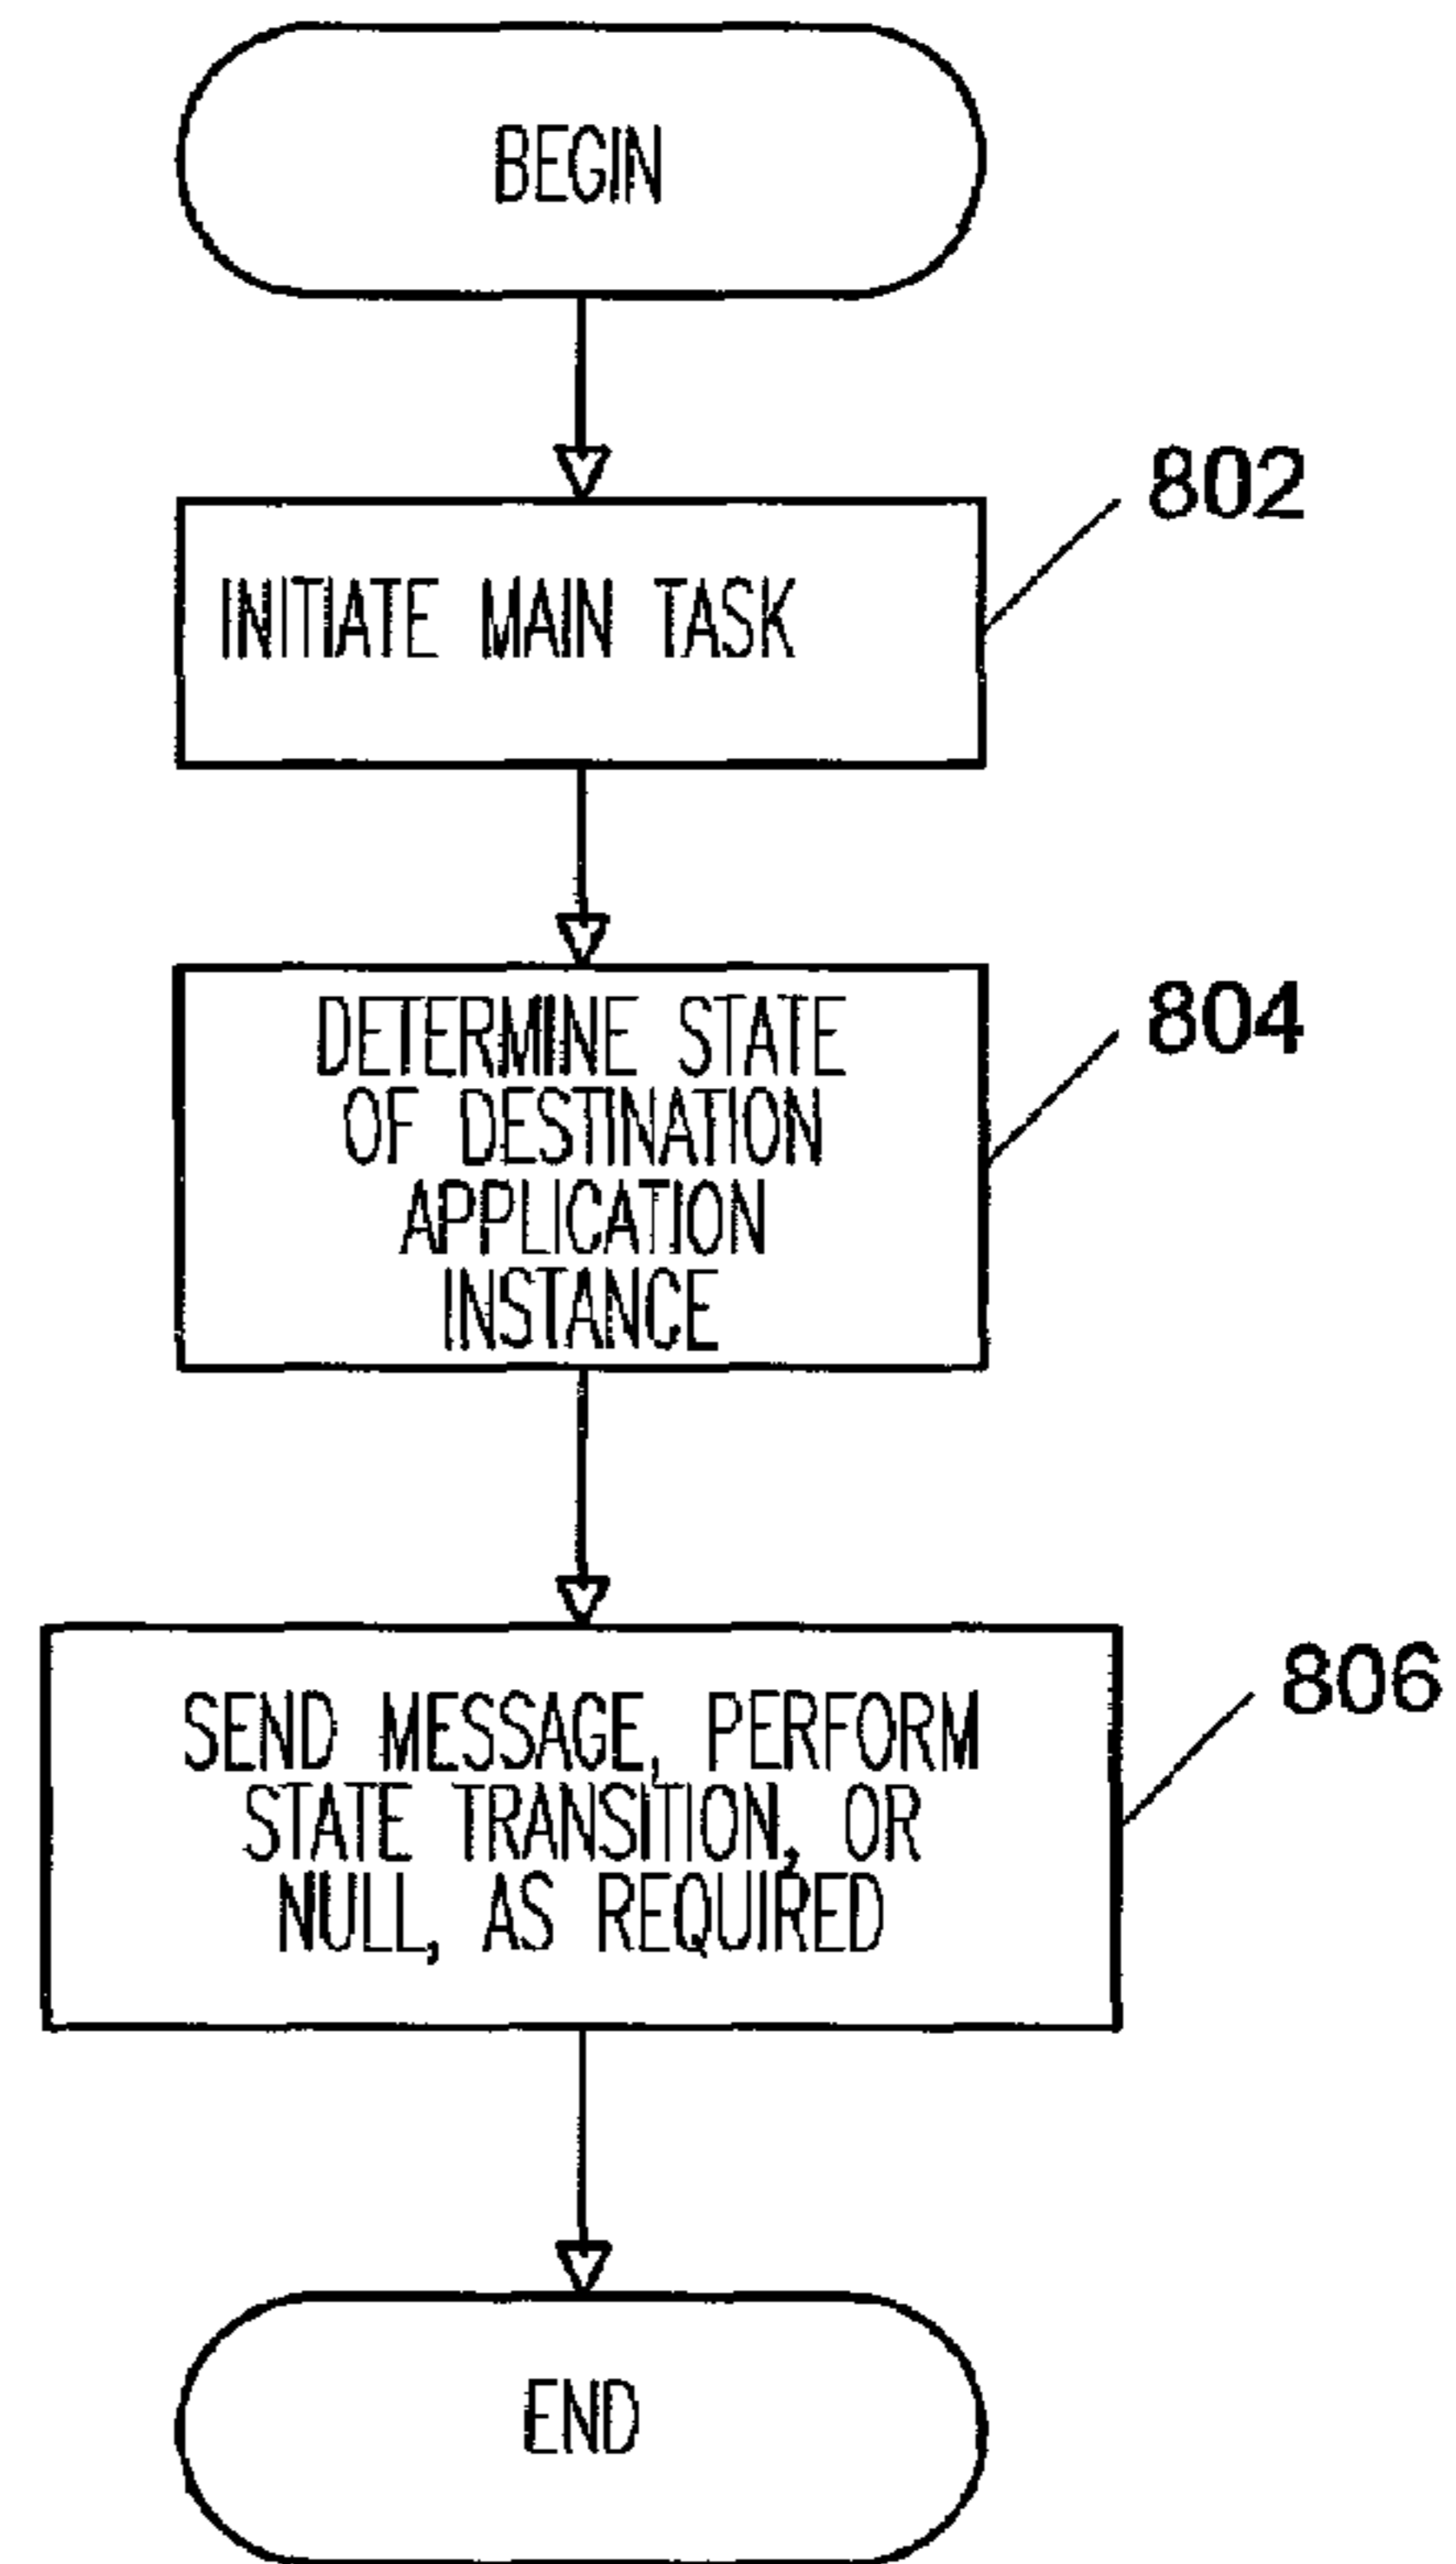 BEGIN
802
INITIATE MAIN TASK
804
DETERMINE STATE
OF DESTINATION
APPLICATION
INSTANCE
806
SEND MESSAGE, PERFORM
STATE TRANSITION, OR
NULL, AS REQUIRED
END